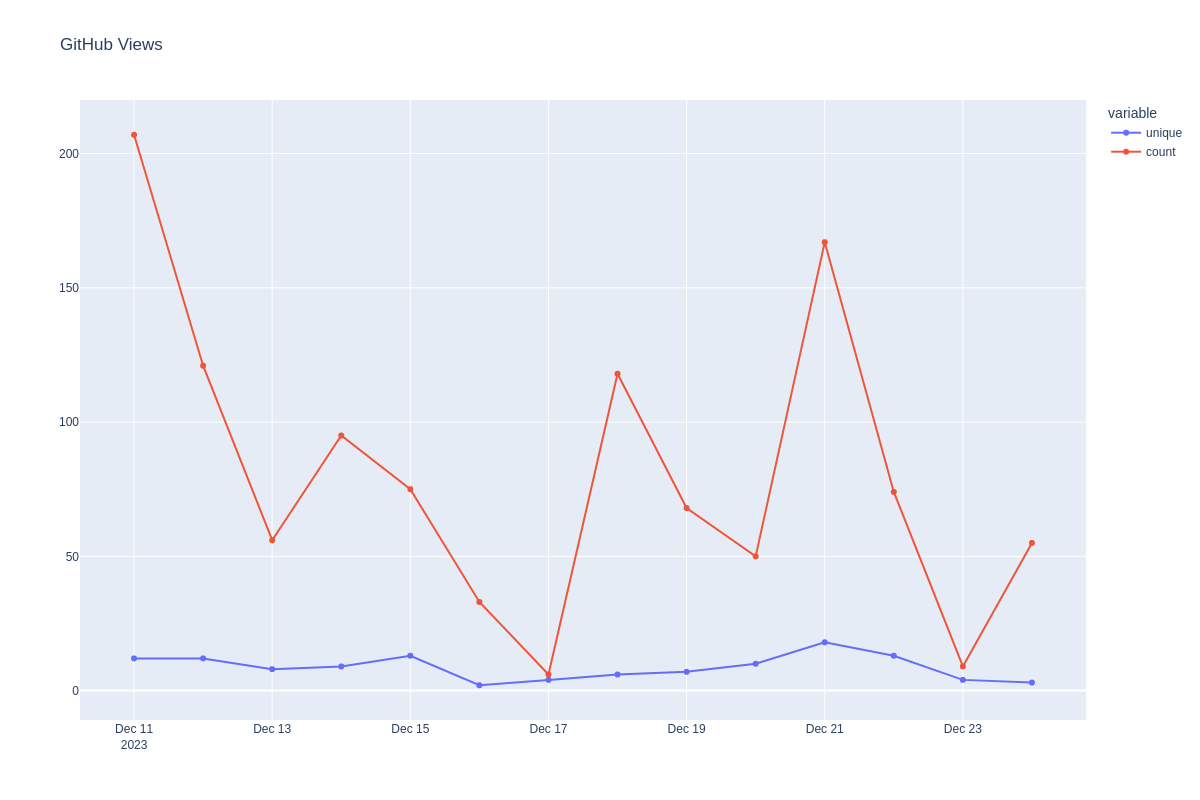 GitHub Views
variable
unique
count
200
150
100
50
0
Dec 11
2023
Dec 13
Dec 15
Dec 17
Dec 19
Dec 21
Dec 23